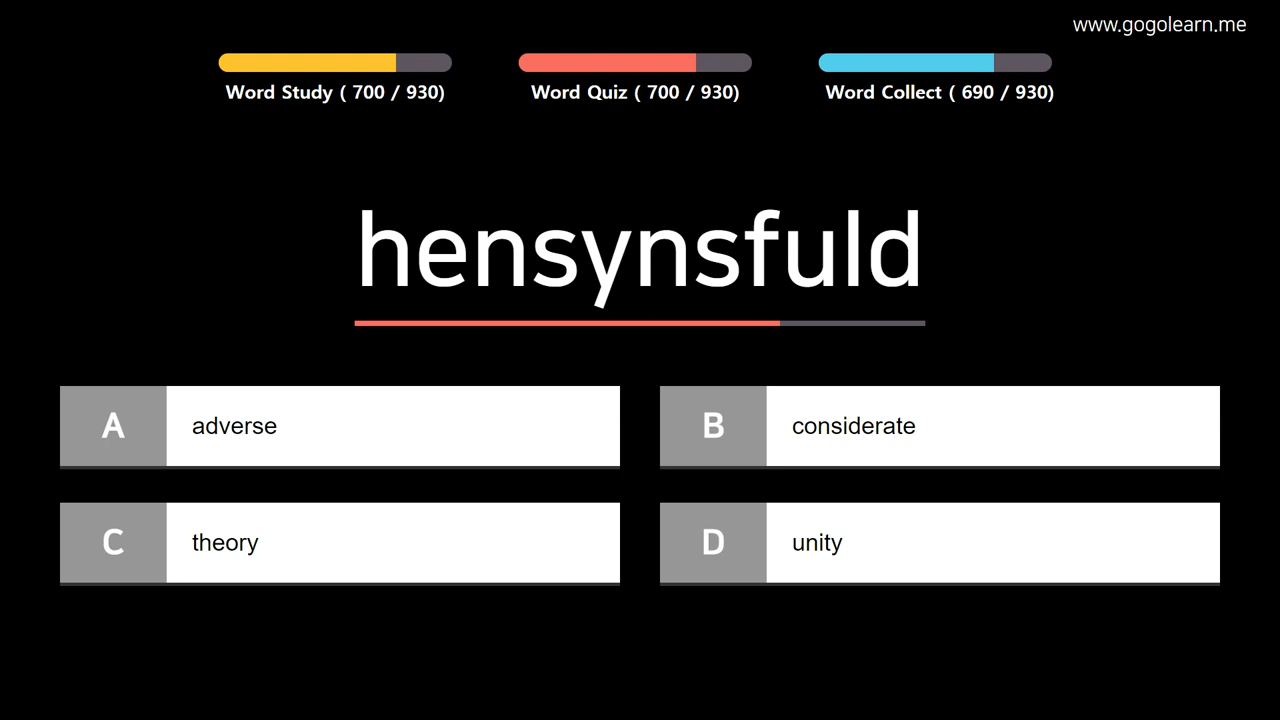 www.gogolearn.me
Word Study ( 700 / 930)
Word Quiz ( 700 / 930)
Word Collect ( 690 / 930)
hensynsfuld
A adverse
B considerate
C theory
D unity